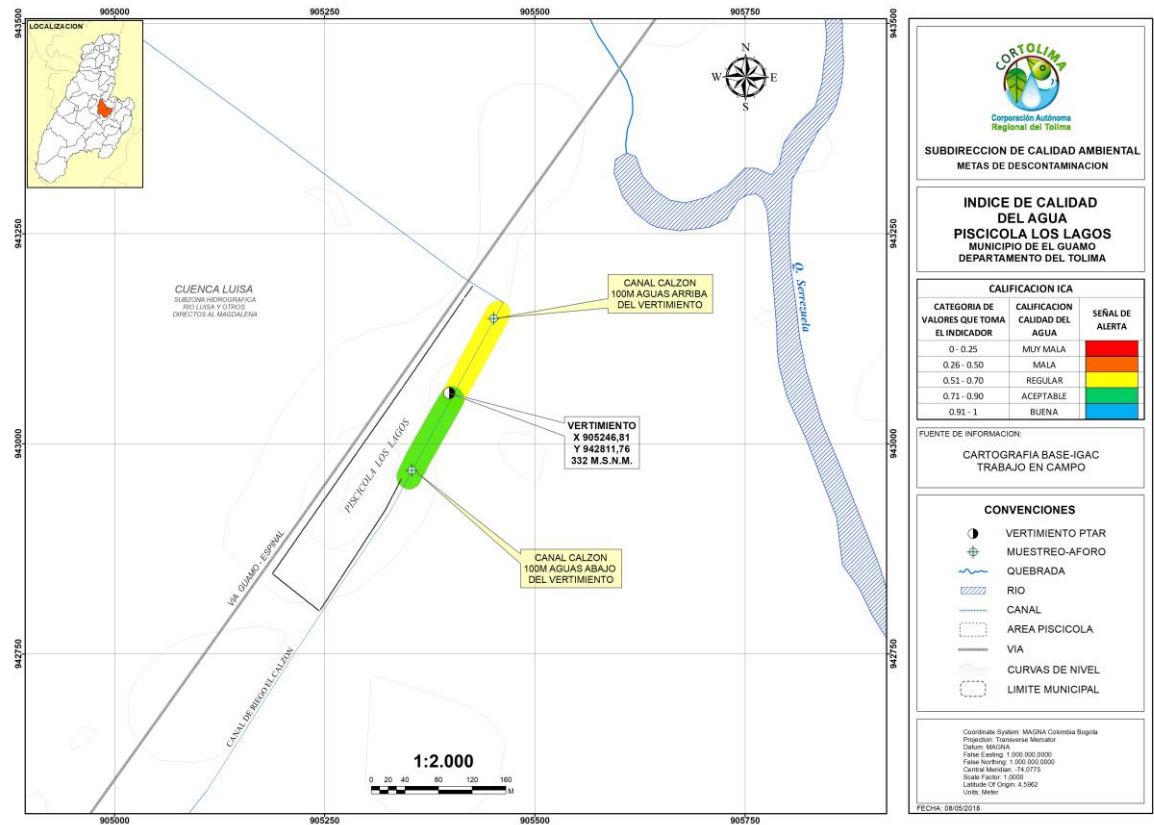 905000
905250
905500
905750
943500
943250
943000
942750
943500
943250
943000
942750
905000
905250
905500
905750
LOCALIZACION
N
W
E
S
CUENCA LUISA
SUBZONA HIDROGRAFICA
RIO LUISA Y OTROS
DIRECTOS AL MAGDALENA
CANAL CALZON
100M AGUAS ARRIBA
DEL VERTIMIENTO
Q. Serrezuela
VERTIMIENTO
X 905246,81
Y 942811,76
332 M.S.N.M.
PISCICOLA LOS LAGOS
CANAL CALZON
100M AGUAS ABAJO
DEL VERTIMIENTO
VIA GUAMO - ESPINAL
CANAL DE RIEGO EL CALZON
1:2.000
0 20 40 80 120 160
M
CORTOLIMA
Corporación Autónoma
Regional del Tolima
SUBDIRECCION DE CALIDAD AMBIENTAL
METAS DE DESCONTAMINACION
INDICE DE CALIDAD
DEL AGUA
PISCICOLA LOS LAGOS
MUNICIPIO DE EL GUAMO
DEPARTAMENTO DEL TOLIMA
CALIFICACION ICA
CATEGORIA DE
VALORES QUE TOMA
EL INDICADOR
CALIFICACION
CALIDAD DEL
AGUA
SEÑAL DE
ALERTA
0 - 0.25 MUY MALA
0.26 - 0.50 MALA
0.51 - 0.70 REGULAR
0.71 - 0.90 ACEPTABLE
0.91 - 1 BUENA
FUENTE DE INFORMACION:
CARTOGRAFIA BASE-IGAC
TRABAJO EN CAMPO
CONVENCIONES
VERTIMIENTO PTAR
MUESTREO-AFORO
QUEBRADA
RIO
CANAL
AREA PISCICOLA
VIA
CURVAS DE NIVEL
LIMITE MUNICIPAL
Coordinate System: MAGNA Colombia Bogota
Projection: Transverse Mercator
Datum: MAGNA
False Easting: 1.000.000,0000
False Northing: 1.000.000,0000
Central Meridian: -74,0775
Scale Factor: 1,0000
Latitude Of Origin: 4,5962
Units: Meter
FECHA: 08/05/2018